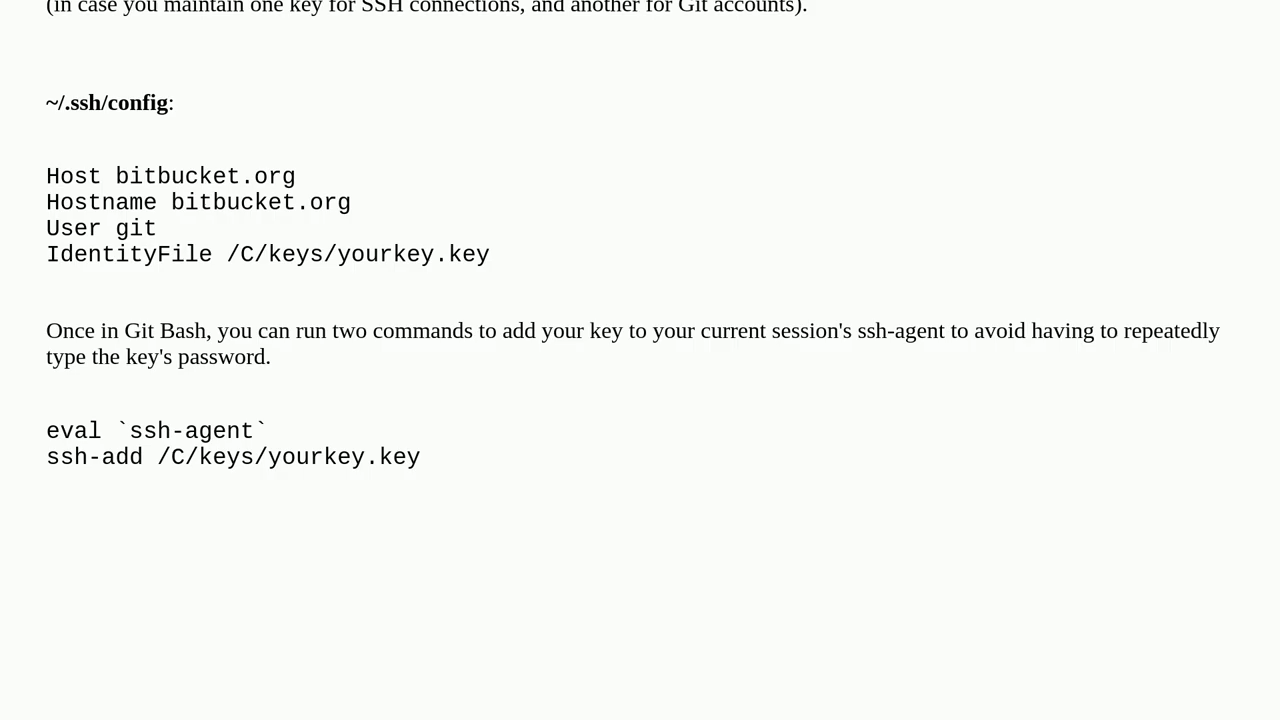 (in case you maintain one key for SSH connections, and another for Git accounts).
~/.ssh/config:
Host bitbucket.org
Hostname bitbucket.org
User git
IdentityFile /C/keys/yourkey.key
Once in Git Bash, you can run two commands to add your key to your current session's ssh-agent to avoid having to repeatedly
type the key's password.
eval `ssh-agent`
ssh-add /C/keys/yourkey.key